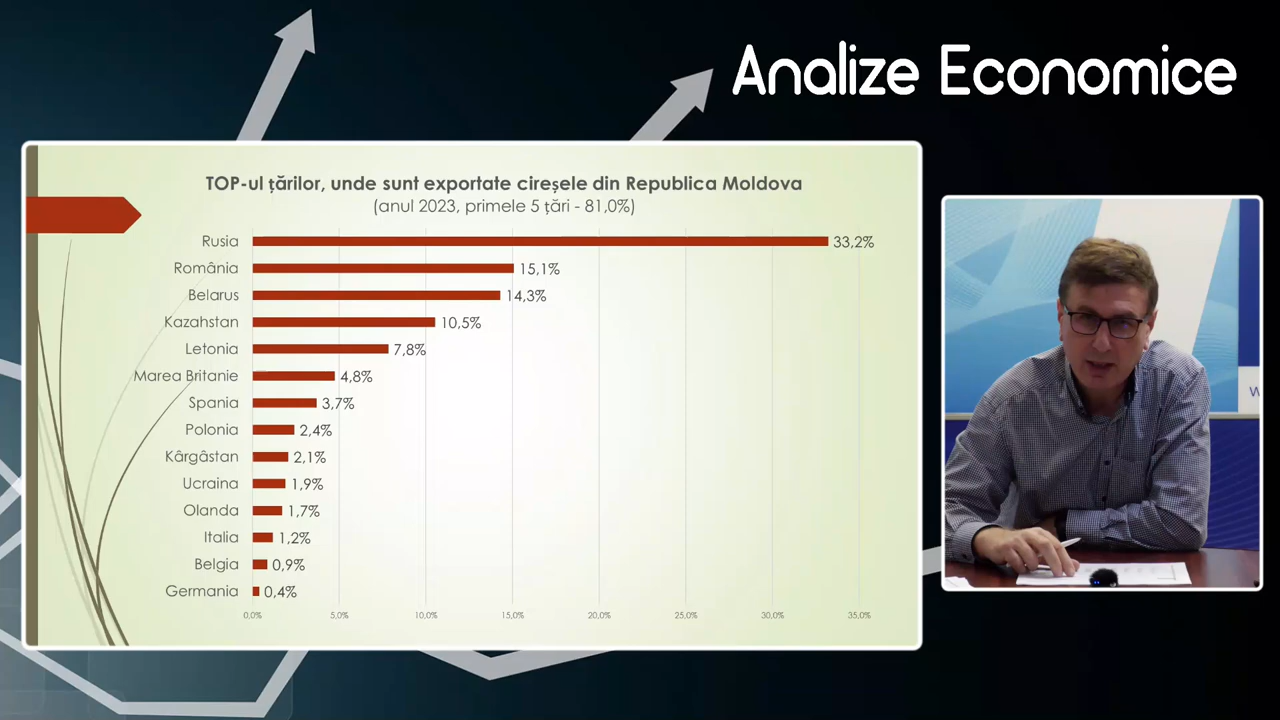 Analize Economice
TOP-ul țărilor, unde sunt exportate cireșele din Republica Moldova
(anul 2023, primele 5 țări - 81,0%)
Rusia 33,2%
România 15,1%
Belarus 14,3%
Kazahstan 10,5%
Letonia 7,8%
Marea Britanie 4,8%
Spania 3,7%
Polonia 2,4%
Kârgâstan 2,1%
Ucraina 1,9%
Olanda 1,7%
Italia 1,2%
Belgia 0,9%
Germania 0,4%
0,0% 5,0% 10,0% 15,0% 20,0% 25,0% 30,0% 35,0%